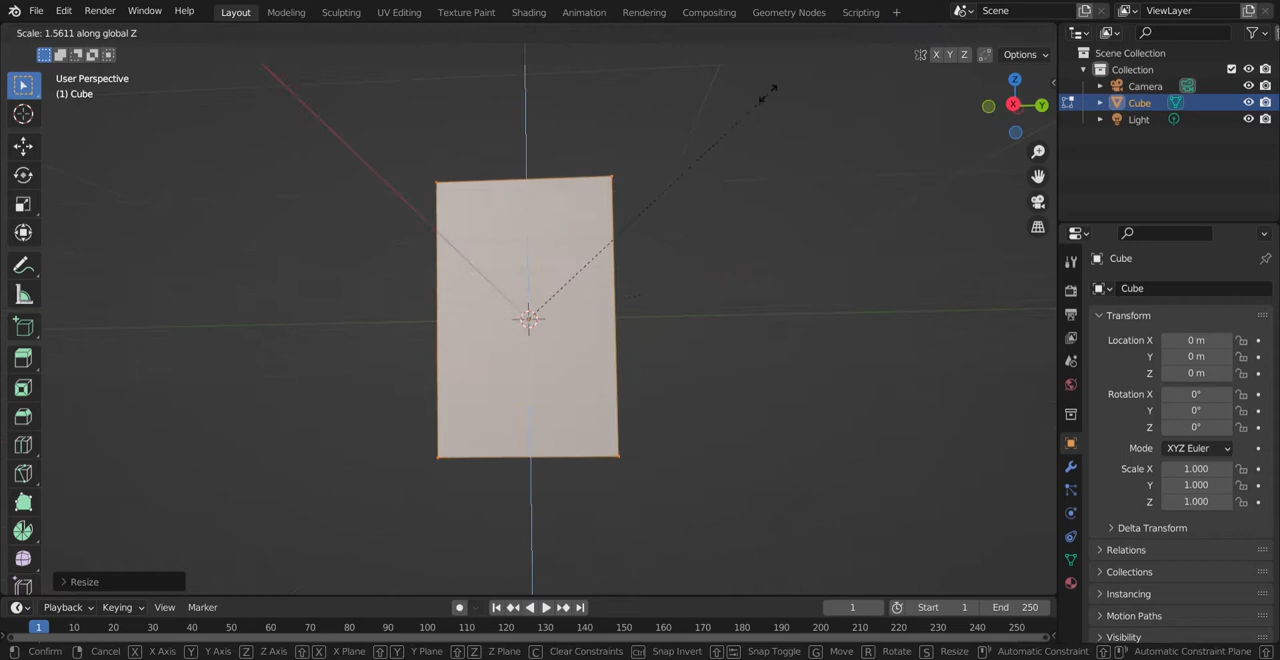 File Edit Render Window Help Layout Modeling Sculpting UV Editing Texture Paint Shading Animation Rendering Compositing Geometry Nodes Scripting + Scene ViewLayer
Scale: 1.5611 along global Z
X Y Z Options
User Perspective
(1) Cube
Z
X Y
Scene Collection
Collection
Camera
Cube
Light
Cube
Cube
Transform
Location X 0 m
Y 0 m
Z 0 m
Rotation X 0°
Y 0°
Z 0°
Mode XYZ Euler
Scale X 1.000
Y 1.000
Z 1.000
Delta Transform
Relations
Collections
Instancing
Motion Paths
Visibility
Resize
Playback Keying View Marker 1 Start 1 End 250
1 10 20 30 40 50 60 70 80 90 100 110 120 130 140 150 160 170 180 190 200 210 220 230 240 250
Confirm Cancel X X Axis Y Y Axis Z Z Axis X X Plane Y Y Plane Z Z Plane C Clear Constraints Ctrl Snap Invert Snap Toggle G Move R Rotate S Resize Automatic Constraint Automatic Constraint Plane